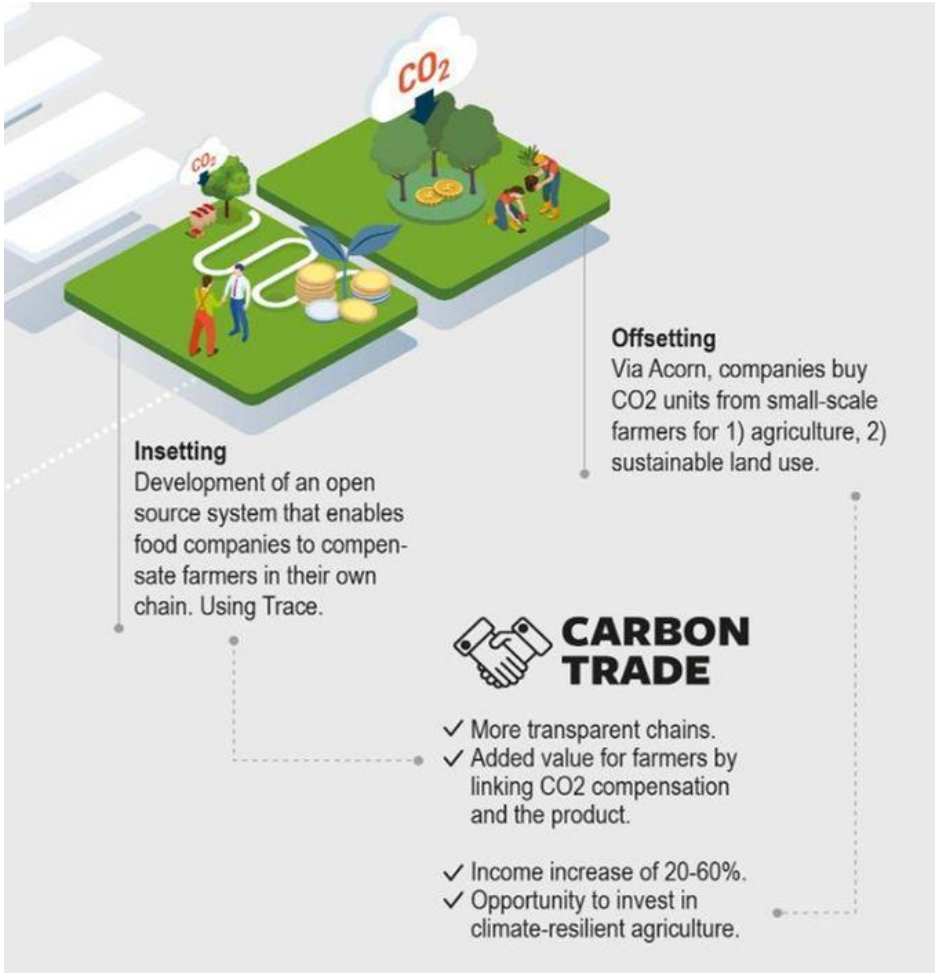 CO2
CO2
Offsetting
Via Acorn, companies buy
CO2 units from small-scale
farmers for 1) agriculture, 2)
sustainable land use.
Insetting
Development of an open
source system that enables
food companies to compen-
sate farmers in their own
chain. Using Trace.
CARBON
TRADE
✓ More transparent chains.
✓ Added value for farmers by
linking CO2 compensation
and the product.
✓ Income increase of 20-60%.
✓ Opportunity to invest in
climate-resilient agriculture.